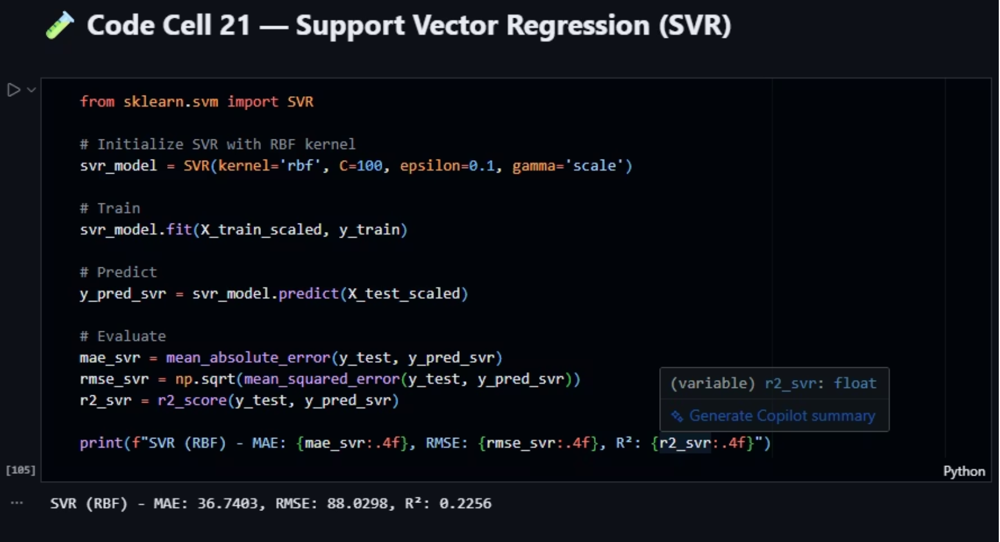 🧪 Code Cell 21 — Support Vector Regression (SVR)
from sklearn.svm import SVR
# Initialize SVR with RBF kernel
svr_model = SVR(kernel='rbf', C=100, epsilon=0.1, gamma='scale')
# Train
svr_model.fit(X_train_scaled, y_train)
# Predict
y_pred_svr = svr_model.predict(X_test_scaled)
# Evaluate
mae_svr = mean_absolute_error(y_test, y_pred_svr)
rmse_svr = np.sqrt(mean_squared_error(y_test, y_pred_svr))
r2_svr = r2_score(y_test, y_pred_svr)
(variable) r2_svr: float
Generate Copilot summary
print(f"SVR (RBF) - MAE: {mae_svr:.4f}, RMSE: {rmse_svr:.4f}, R²: {r2_svr:.4f}")
[105]
Python
SVR (RBF) - MAE: 36.7403, RMSE: 88.0298, R²: 0.2256